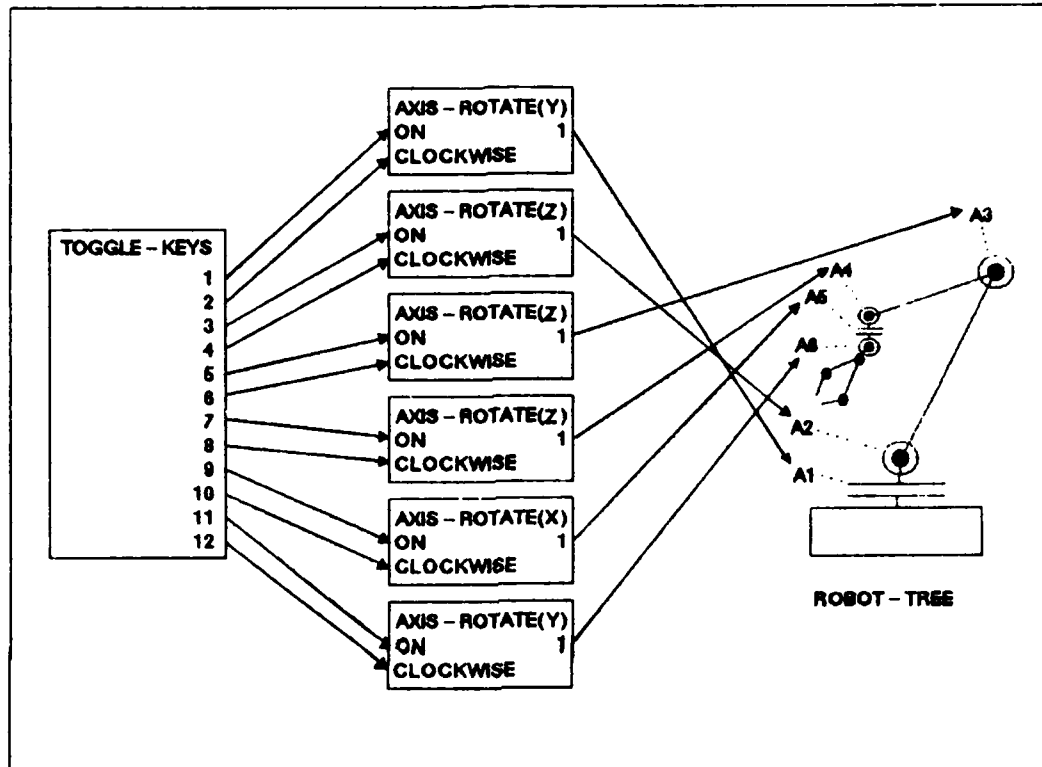 TOGGLE – KEYS
1
2
3
4
5
6
7
8
9
10
11
12
AXIS – ROTATE(Y)
ON 1
CLOCKWISE
AXIS – ROTATE(Z)
ON 1
CLOCKWISE
AXIS – ROTATE(Z)
ON 1
CLOCKWISE
AXIS – ROTATE(Z)
ON 1
CLOCKWISE
AXIS – ROTATE(X)
ON 1
CLOCKWISE
AXIS – ROTATE(Y)
ON 1
CLOCKWISE
A3
A4
A5
A6
A2
A1
ROBOT – TREE